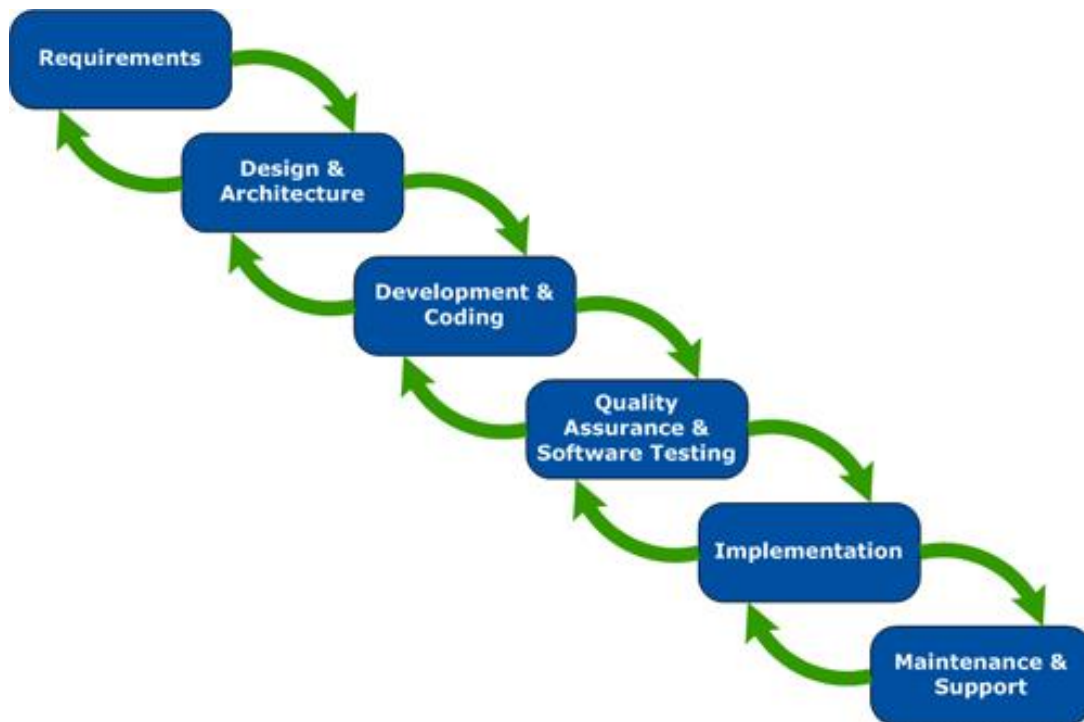 Requirements
Design &
Architecture
Development &
Coding
Quality
Assurance &
Software Testing
Implementation
Maintenance &
Support